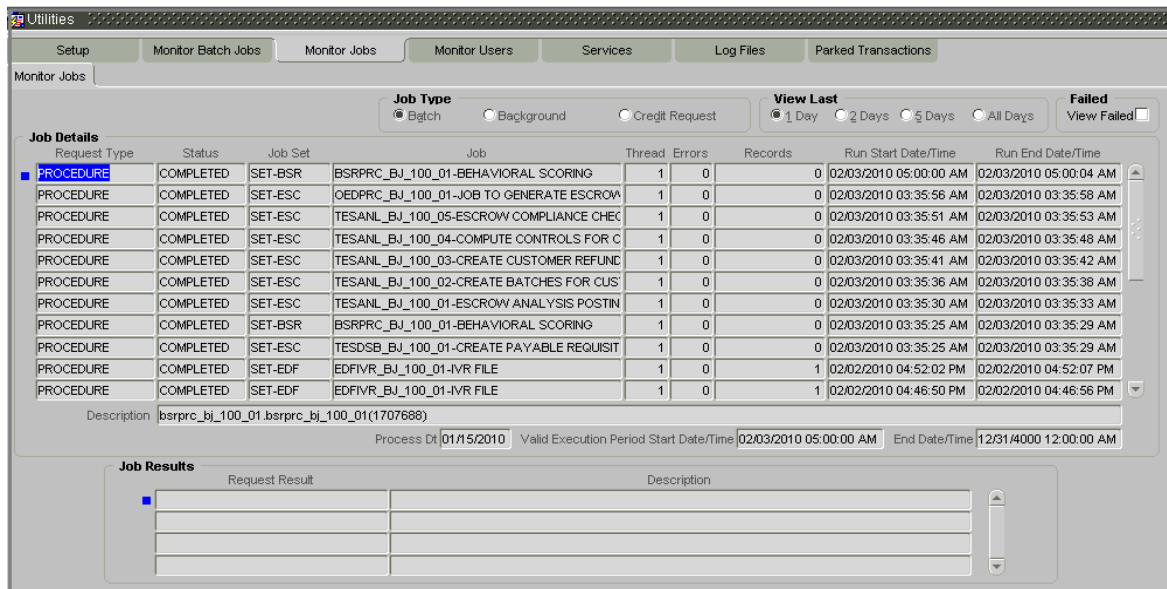 Utilities
Setup Monitor Batch Jobs Monitor Jobs Monitor Users Services Log Files Parked Transactions
Monitor Jobs
Job Type View Last Failed
Batch Background Credit Request 1 Day 2 Days 5 Days All Days View Failed
Job Details
Request Type Status Job Set Job Thread Errors Records Run Start Date/Time Run End Date/Time
PROCEDURE COMPLETED SET-BSR BSRPRC_BJ_100_01-BEHAVIORAL SCORING 1 0 0 02/03/2010 05:00:00 AM 02/03/2010 05:00:04 AM
PROCEDURE COMPLETED SET-ESC OEDPRC_BJ_100_01-JOB TO GENERATE ESCROW 1 0 0 02/03/2010 03:35:56 AM 02/03/2010 03:35:58 AM
PROCEDURE COMPLETED SET-ESC TESANL_BJ_100_05-ESCROW COMPLIANCE CHEC 1 0 0 02/03/2010 03:35:51 AM 02/03/2010 03:35:53 AM
PROCEDURE COMPLETED SET-ESC TESANL_BJ_100_04-COMPUTE CONTROLS FOR C 1 0 0 02/03/2010 03:35:46 AM 02/03/2010 03:35:48 AM
PROCEDURE COMPLETED SET-ESC TESANL_BJ_100_03-CREATE CUSTOMER REFUND 1 0 0 02/03/2010 03:35:41 AM 02/03/2010 03:35:42 AM
PROCEDURE COMPLETED SET-ESC TESANL_BJ_100_02-CREATE BATCHES FOR CUS 1 0 0 02/03/2010 03:35:36 AM 02/03/2010 03:35:38 AM
PROCEDURE COMPLETED SET-ESC TESANL_BJ_100_01-ESCROW ANALYSIS POSTIN 1 0 0 02/03/2010 03:35:30 AM 02/03/2010 03:35:33 AM
PROCEDURE COMPLETED SET-BSR BSRPRC_BJ_100_01-BEHAVIORAL SCORING 1 0 0 02/03/2010 03:35:25 AM 02/03/2010 03:35:29 AM
PROCEDURE COMPLETED SET-ESC TESDSB_BJ_100_01-CREATE PAYABLE REQUISIT 1 0 0 02/03/2010 03:35:25 AM 02/03/2010 03:35:29 AM
PROCEDURE COMPLETED SET-EDF EDFIVR_BJ_100_01-IVR FILE 1 0 1 02/02/2010 04:52:02 PM 02/02/2010 04:52:07 PM
PROCEDURE COMPLETED SET-EDF EDFIVR_BJ_100_01-IVR FILE 1 0 1 02/02/2010 04:46:50 PM 02/02/2010 04:46:56 PM
Description bsrprc_bj_100_01.bsrprc_bj_100_01(1707688)
Process Dt 01/15/2010 Valid Execution Period Start Date/Time 02/03/2010 05:00:00 AM End Date/Time 12/31/4000 12:00:00 AM
Job Results
Request Result Description